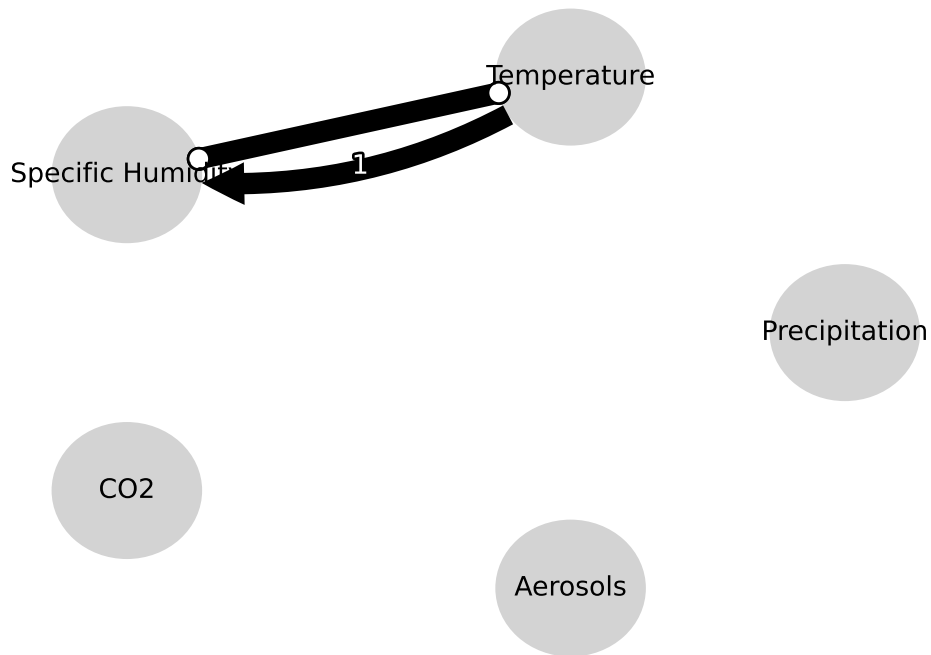 Temperature
1
Specific Humidity
Precipitation
CO2
Aerosols